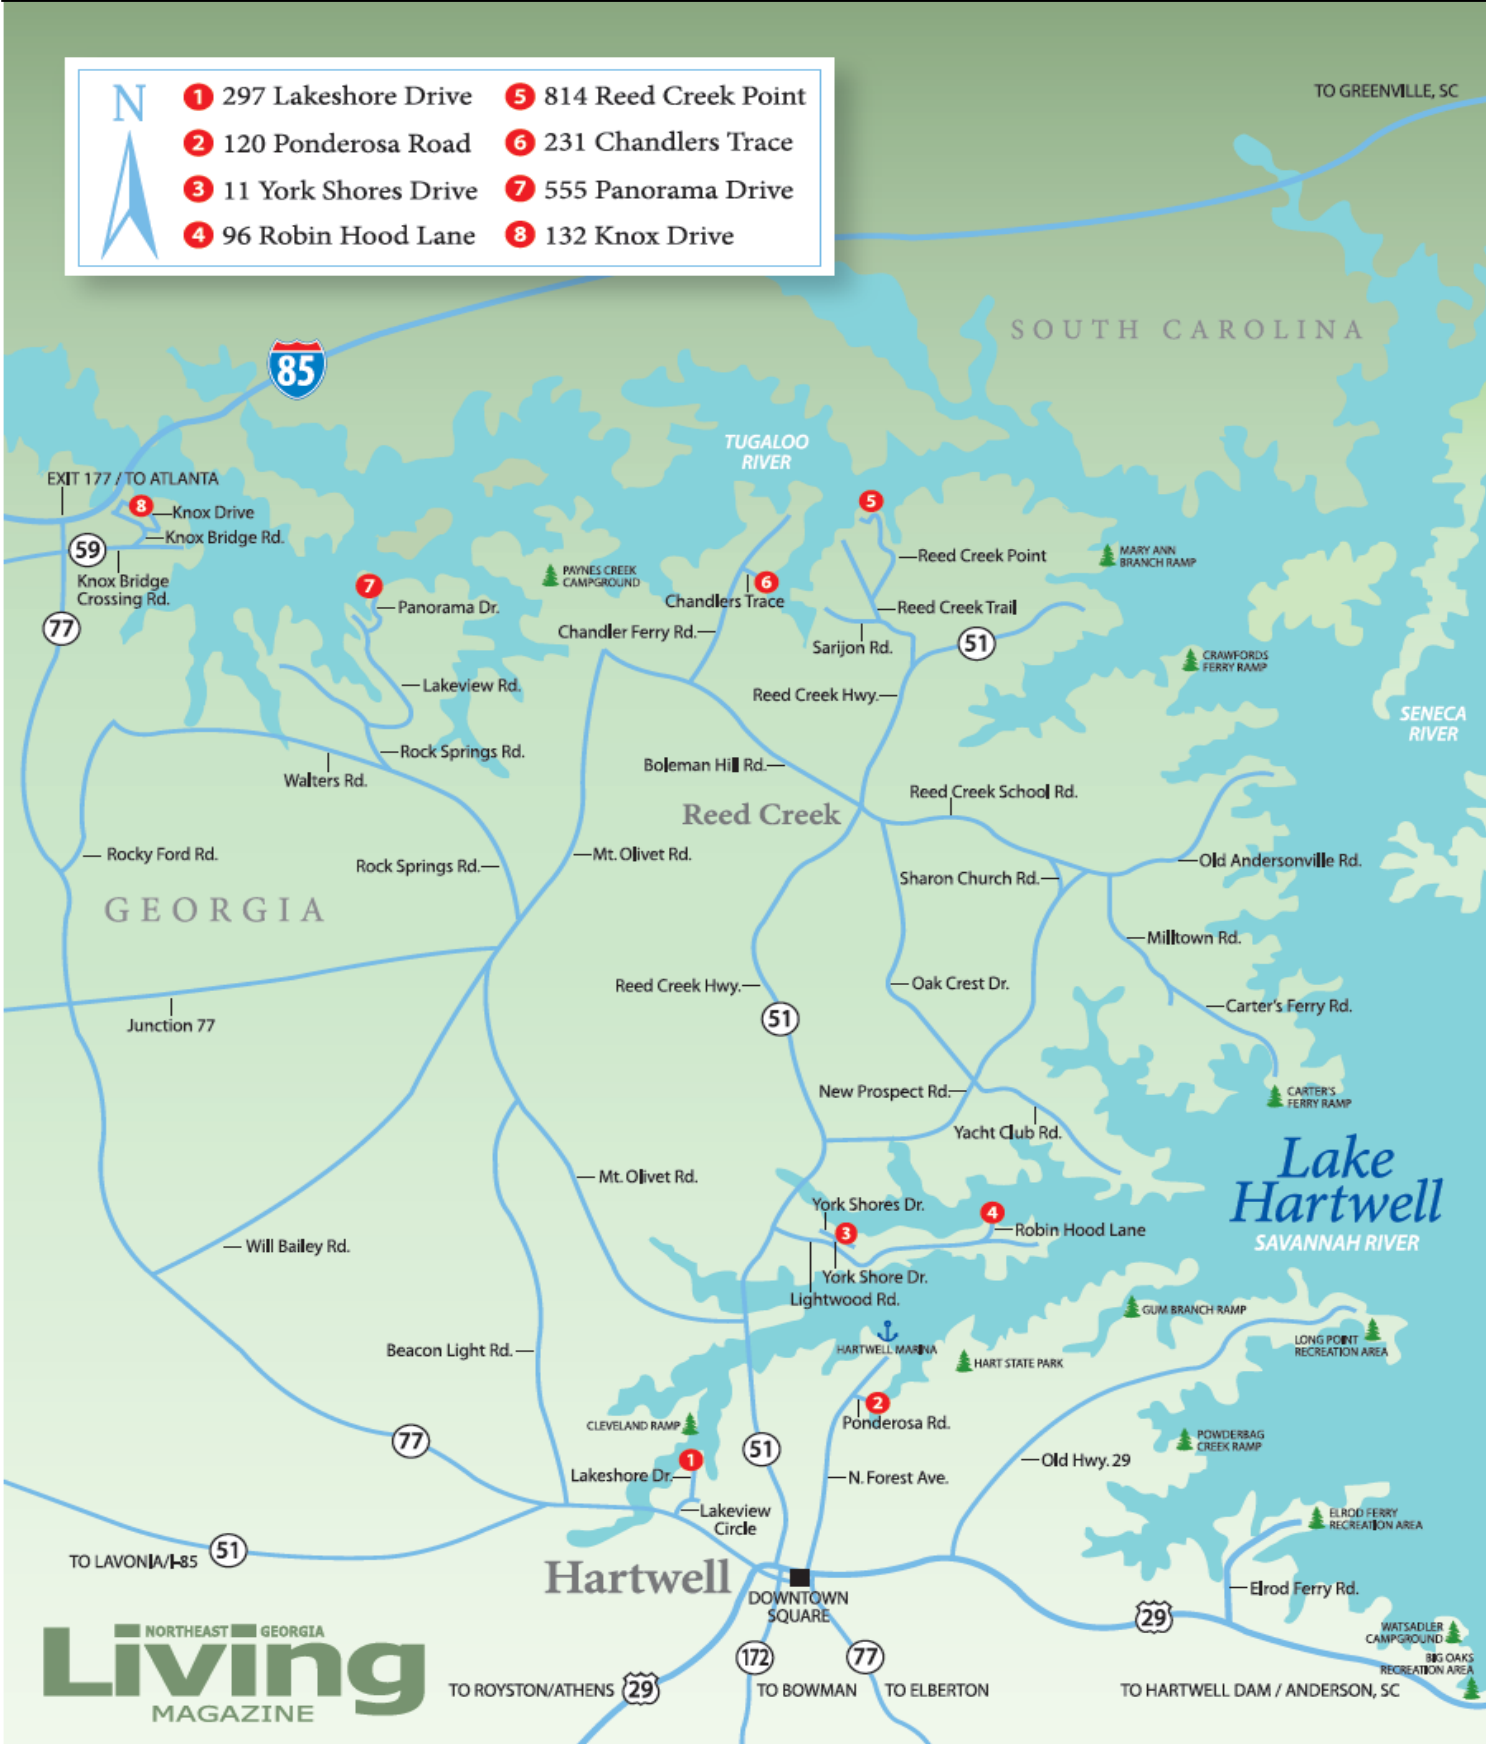 N
1 297 Lakeshore Drive
2 120 Ponderosa Road
3 11 York Shores Drive
4 96 Robin Hood Lane
5 814 Reed Creek Point
6 231 Chandlers Trace
7 555 Panorama Drive
8 132 Knox Drive
TO GREENVILLE, SC
SOUTH CAROLINA
85
TUGALOO
RIVER
EXIT 177 / TO ATLANTA
8
Knox Drive
Knox Bridge Rd.
59
Knox Bridge
Crossing Rd.
77
7
Panorama Dr.
PAYNES CREEK
CAMPGROUND
5
Reed Creek Point
MARY ANN
BRANCH RAMP
6
Chandlers Trace
Reed Creek Trail
Chandler Ferry Rd.
Sarijon Rd.
51
CRAWFORDS
FERRY RAMP
Lakeview Rd.
Reed Creek Hwy.
SENECA
RIVER
Rock Springs Rd.
Walters Rd.
Boleman Hill Rd.
Reed Creek School Rd.
Reed Creek
Rocky Ford Rd.
Rock Springs Rd.
Mt. Olivet Rd.
Old Andersonville Rd.
Sharon Church Rd.
GEORGIA
Milltown Rd.
Reed Creek Hwy.
Oak Crest Dr.
Carter's Ferry Rd.
Junction 77
51
New Prospect Rd.
CARTER'S
FERRY RAMP
Yacht Club Rd.
Lake
Hartwell
SAVANNAH RIVER
Mt. Olivet Rd.
York Shores Dr.
3
4
Robin Hood Lane
Will Bailey Rd.
York Shore Dr.
Lightwood Rd.
GUM BRANCH RAMP
HARTWELL MARINA
HART STATE PARK
LONG POINT
RECREATION AREA
Beacon Light Rd.
2
Ponderosa Rd.
CLEVELAND RAMP
77
51
POWDERBAG
CREEK RAMP
1
Lakeshore Dr.
N. Forest Ave.
Old Hwy. 29
Lakeview
Circle
ELROD FERRY
RECREATION AREA
TO LAVONIA/I-85
51
Hartwell
DOWNTOWN
SQUARE
Elrod Ferry Rd.
29
WATSADLER
CAMPGROUND
BIG OAKS
RECREATION AREA
NORTHEAST GEORGIA
Living
MAGAZINE
172
77
TO ROYSTON/ATHENS
29
TO BOWMAN
TO ELBERTON
TO HARTWELL DAM / ANDERSON, SC